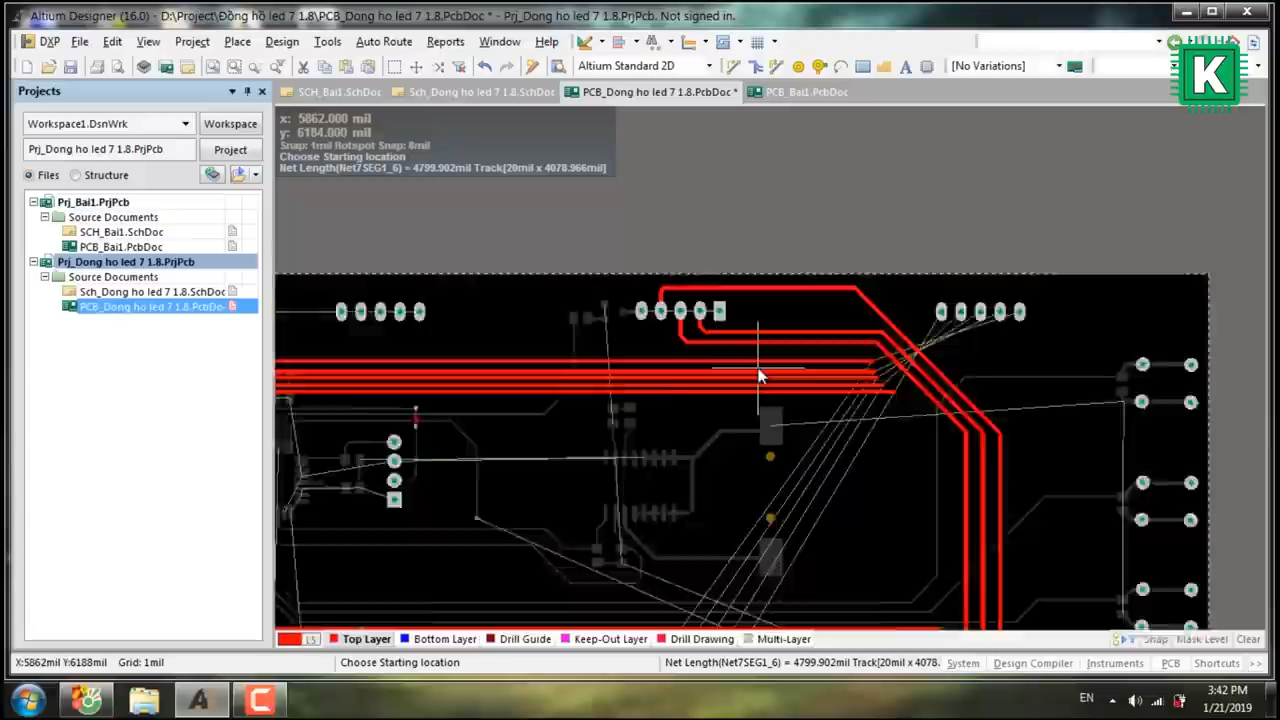 Altium Designer (16.0) - D:\Project\Đồng hồ led 7 1.8\PCB_Dong ho led 7 1.8.PcbDoc * - Prj_Dong ho led 7 1.8.PrjPcb. Not signed in.
DXP File Edit View Project Place Design Tools Auto Route Reports Window Help
Altium Standard 2D [No Variations]
K
Projects
SCH_Bai1.SchDoc Sch_Dong ho led 7 1.8.SchDoc PCB_Dong ho led 7 1.8.PcbDoc * PCB_Bai1.PcbDoc
Workspace1.DsnWrk Workspace
Prj_Dong ho led 7 1.8.PrjPcb Project
Files Structure
x: 5862.000 mil
y: 6184.000 mil
Snap: 1mil Hotspot Snap: 8mil
Choose Starting location
Net Length(Net7SEG1_6) = 4799.902mil Track[20mil x 4078.966mil]
Prj_Bai1.PrjPcb
Source Documents
SCH_Bai1.SchDoc
PCB_Bai1.PcbDoc
Prj_Dong ho led 7 1.8.PrjPcb
Source Documents
Sch_Dong ho led 7 1.8.SchDoc
PCB_Dong ho led 7 1.8.PcbDo
LS Top Layer Bottom Layer Drill Guide Keep-Out Layer Drill Drawing Multi-Layer Snap Mask Level Clear
X:5862mil Y:6188mil Grid: 1mil Choose Starting location Net Length(Net7SEG1_6) = 4799.902mil Track[20mil x 4078. System Design Compiler Instruments PCB Shortcuts >>
EN 3:42 PM
1/21/2019